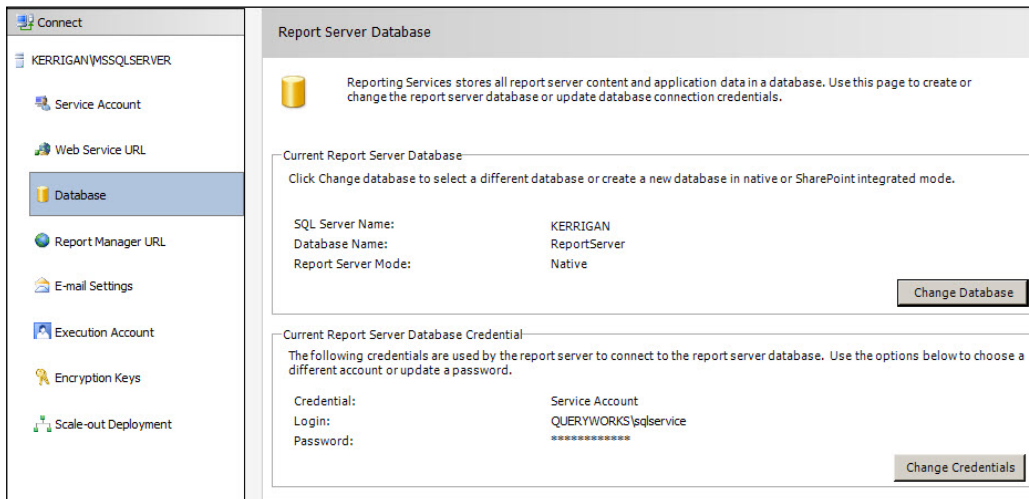 Connect
KERRIGAN\MSSQLSERVER
Service Account
Web Service URL
Database
Report Manager URL
E-mail Settings
Execution Account
Encryption Keys
Scale-out Deployment
Report Server Database
Reporting Services stores all report server content and application data in a database. Use this page to create or
change the report server database or update database connection credentials.
Current Report Server Database
Click Change database to select a different database or create a new database in native or SharePoint integrated mode.
SQL Server Name: KERRIGAN
Database Name: ReportServer
Report Server Mode: Native
Change Database
Current Report Server Database Credential
The following credentials are used by the report server to connect to the report server database.  Use the options below to choose a
different account or update a password.
Credential: Service Account
Login: QUERYWORKS\sqlservice
Password: ************
Change Credentials